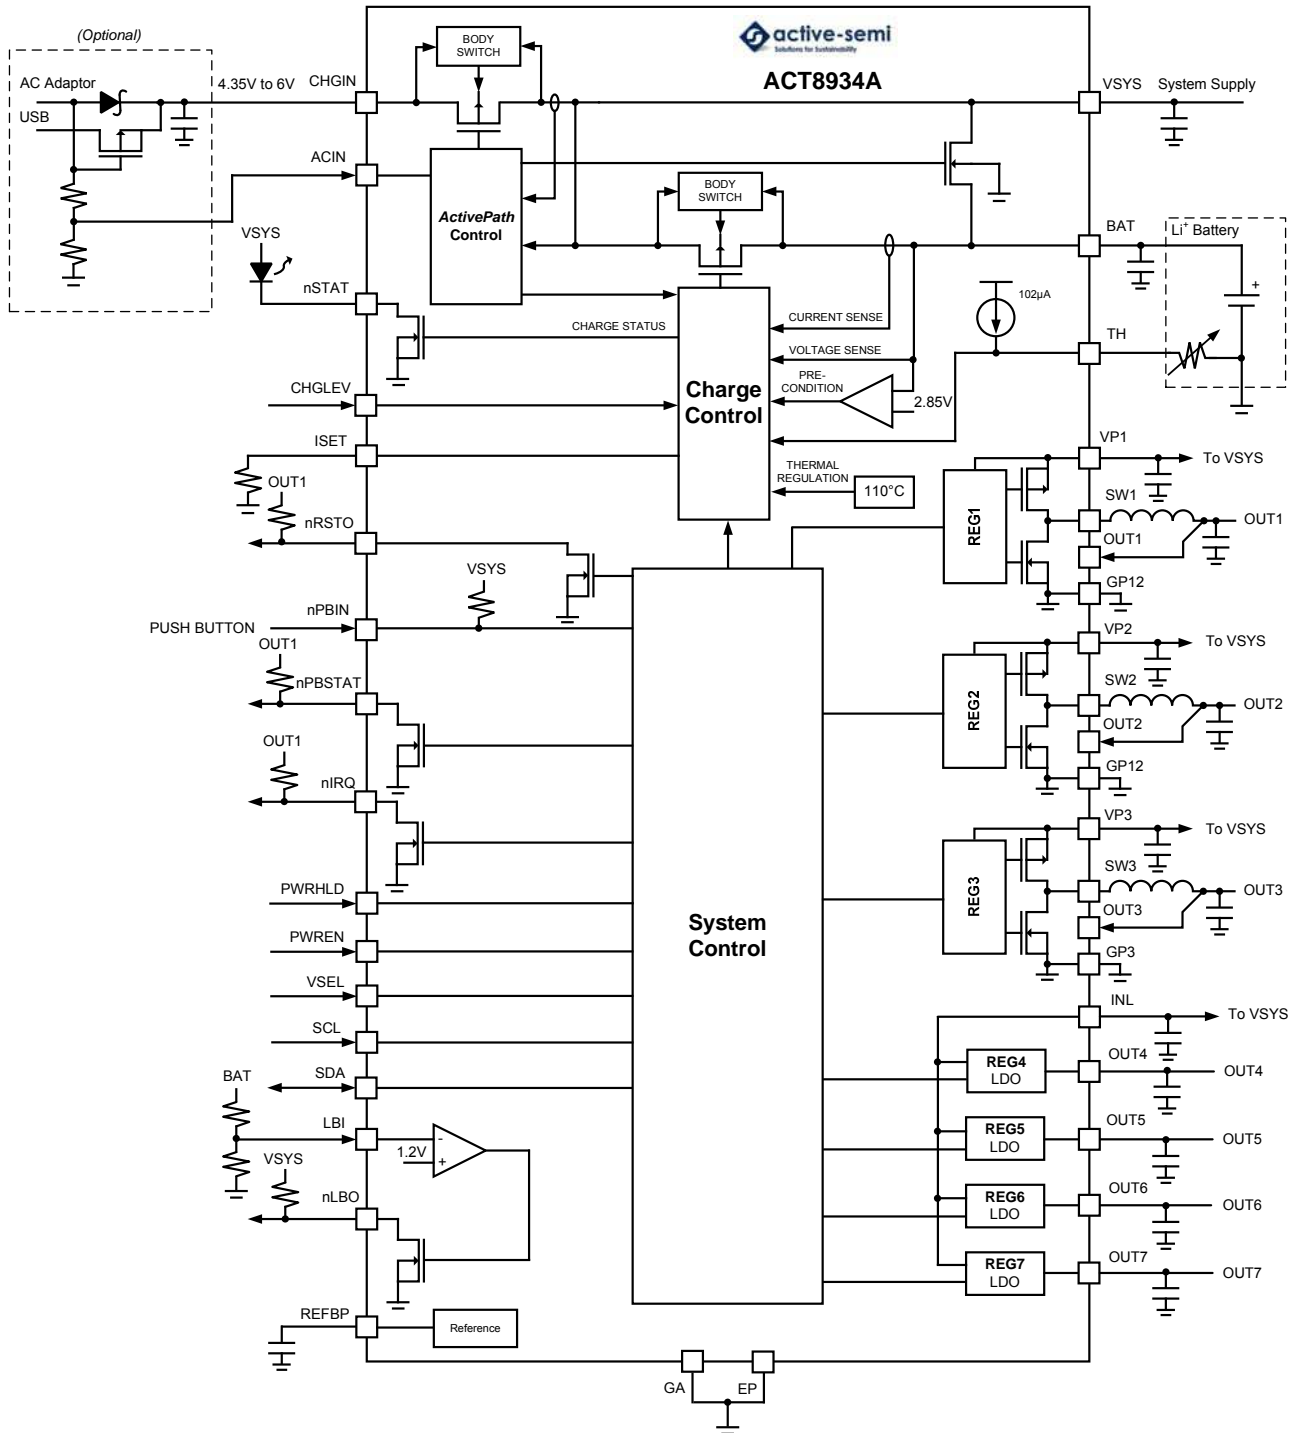 active-semi
Solutions for Sustainability
ACT8934A
(Optional)
AC Adaptor
USB
4.35V to 6V
CHGIN
BODY
SWITCH
VSYS
System Supply
ACIN
ActivePath
Control
BODY
SWITCH
VSYS
nSTAT
BAT
Li+ Battery
+
CHARGE STATUS
CURRENT SENSE
102µA
VOLTAGE SENSE
TH
PRE-
CONDITION
2.85V
Charge
Control
CHGLEV
ISET
THERMAL
REGULATION
110°C
OUT1
nRSTO
VSYS
nPBIN
PUSH BUTTON
OUT1
nPBSTAT
OUT1
nIRQ
PWRHLD
PWREN
VSEL
SCL
SDA
BAT
LBI
1.2V
-
+
VSYS
nLBO
REFBP
Reference
System
Control
VP1
To VSYS
REG1
SW1
OUT1
OUT1
GP12
VP2
To VSYS
REG2
SW2
OUT2
OUT2
GP12
VP3
To VSYS
REG3
SW3
OUT3
OUT3
GP3
INL
To VSYS
REG4
LDO
OUT4
OUT4
REG5
LDO
OUT5
OUT5
REG6
LDO
OUT6
OUT6
REG7
LDO
OUT7
OUT7
GA
EP